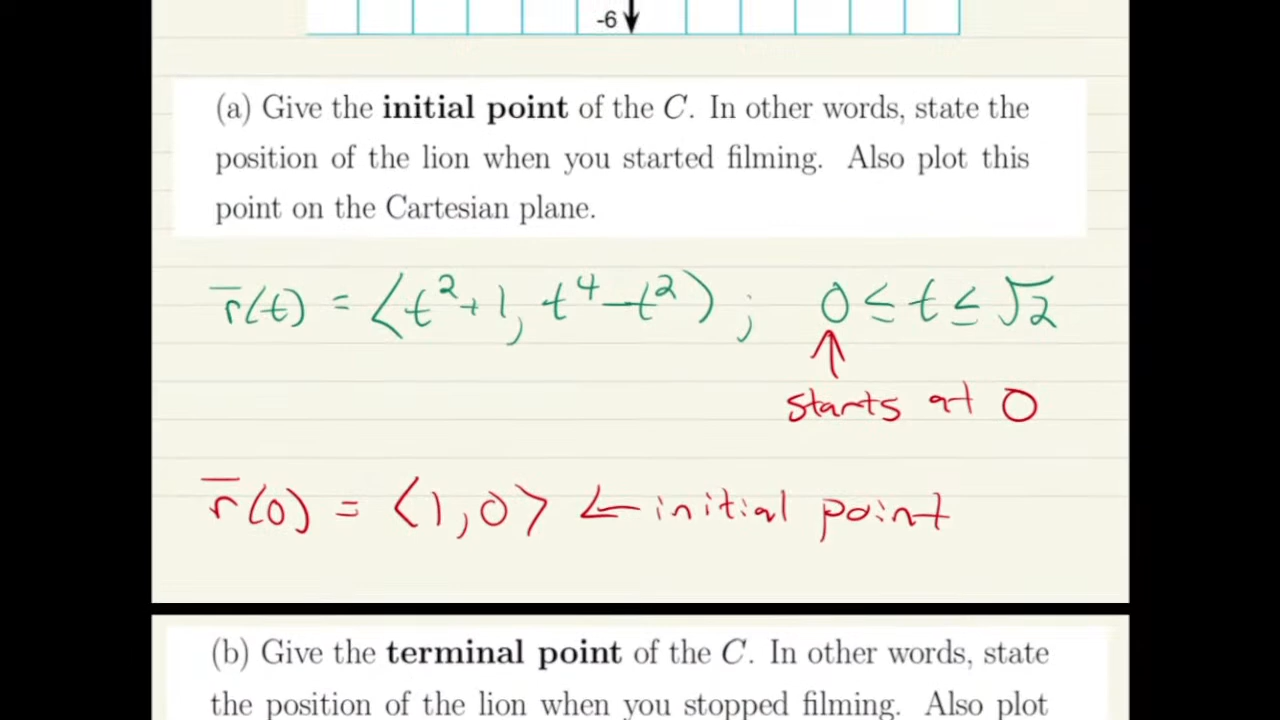 -6
(a) Give the initial point of the C. In other words, state the
position of the lion when you started filming. Also plot this
point on the Cartesian plane.
r̅(t) = ⟨t²+1, t⁴-t²⟩; 0 ≤ t ≤ √2
↑
starts at 0
r̅(0) = ⟨1,0⟩ ← initial point
(b) Give the terminal point of the C. In other words, state
the position of the lion when you stopped filming. Also plot